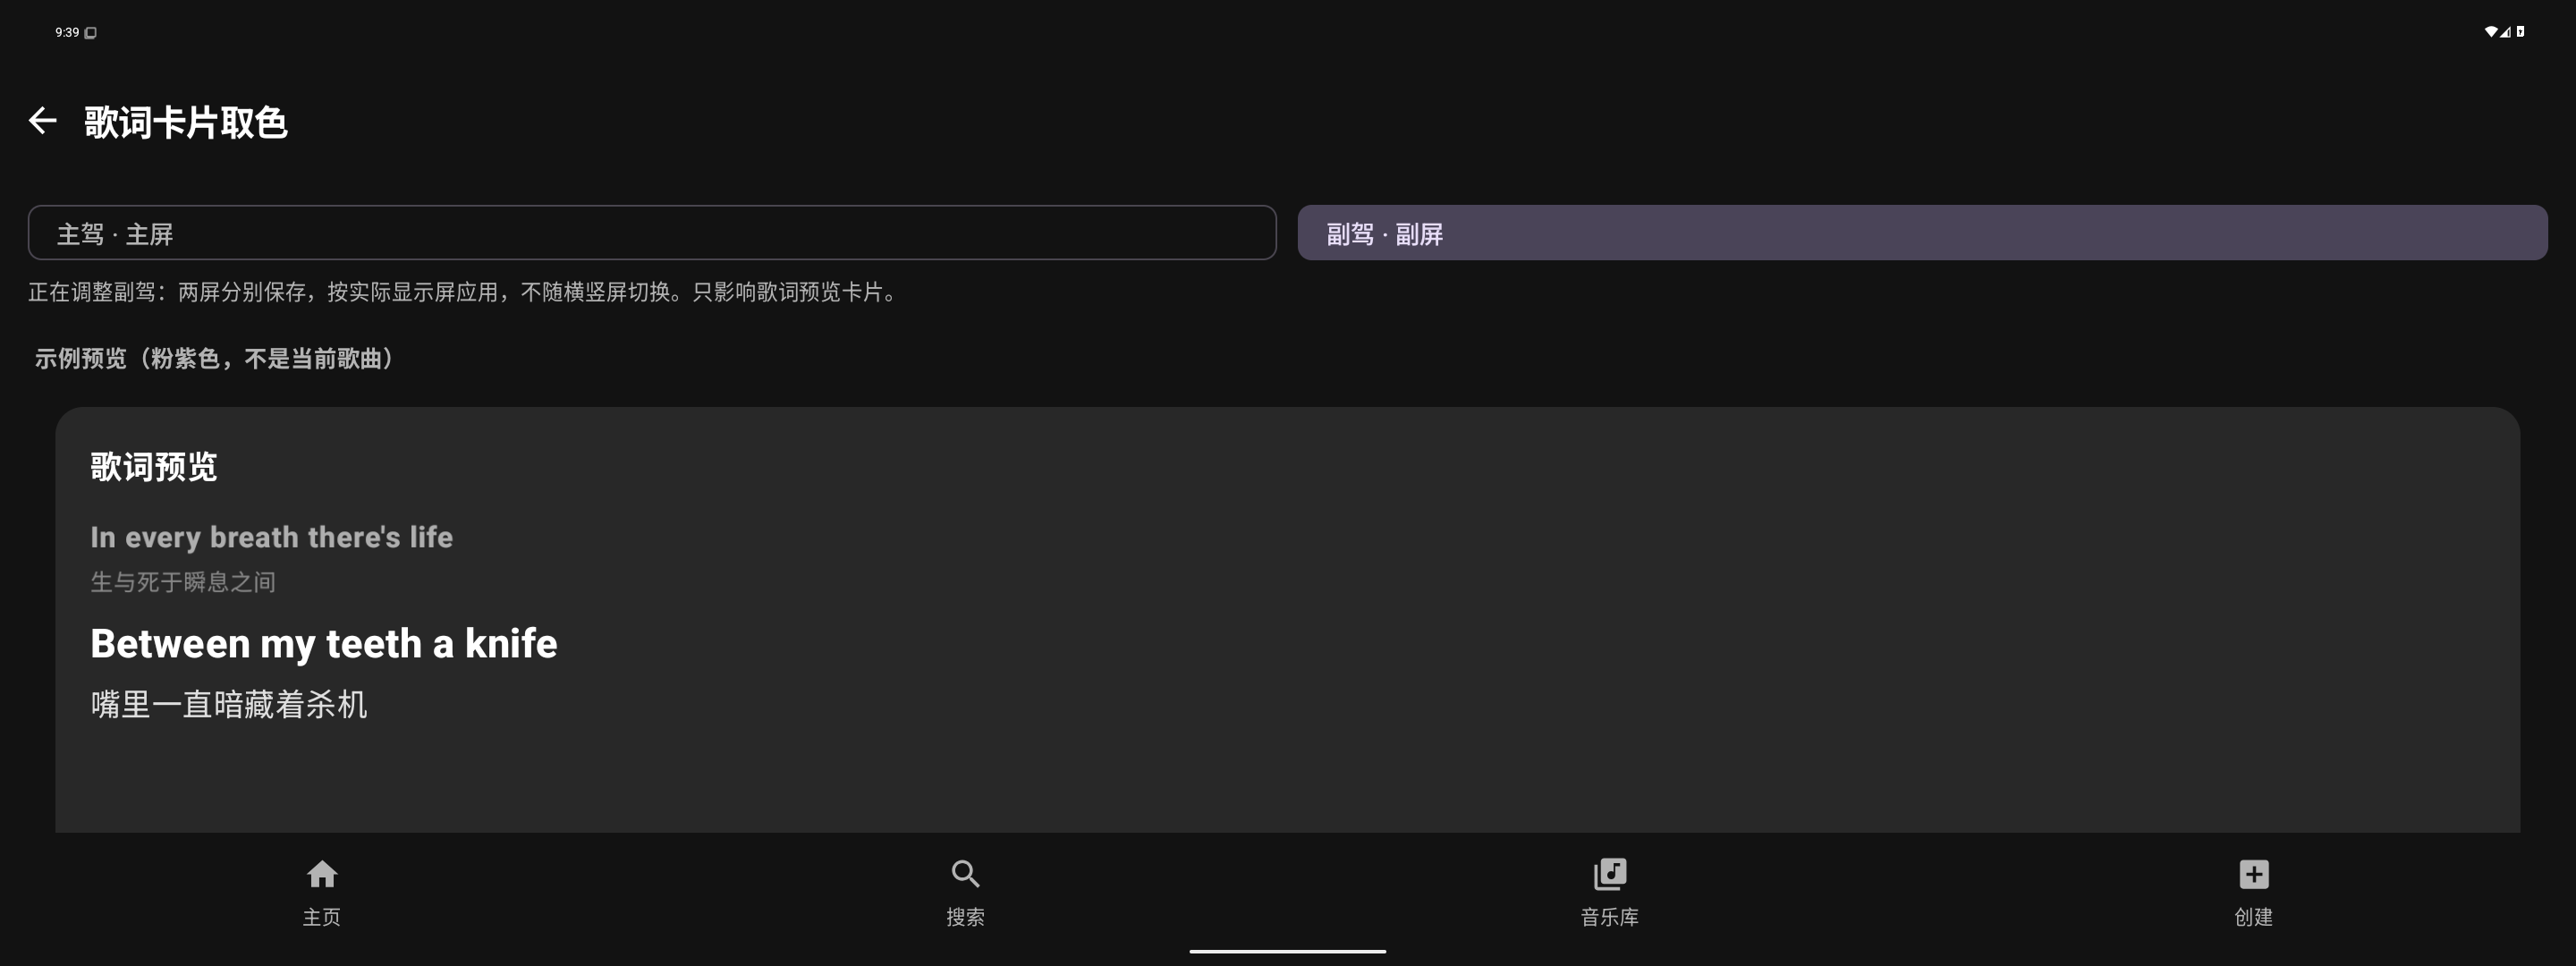 9:39
歌词卡片取色
主驾 · 主屏
副驾 · 副屏
正在调整副驾：两屏分别保存，按实际显示屏应用，不随横竖屏切换。只影响歌词预览卡片。
示例预览（粉紫色，不是当前歌曲）
歌词预览
In every breath there's life
生与死于瞬息之间
Between my teeth a knife
嘴里一直暗藏着杀机
主页
搜索
音乐库
创建